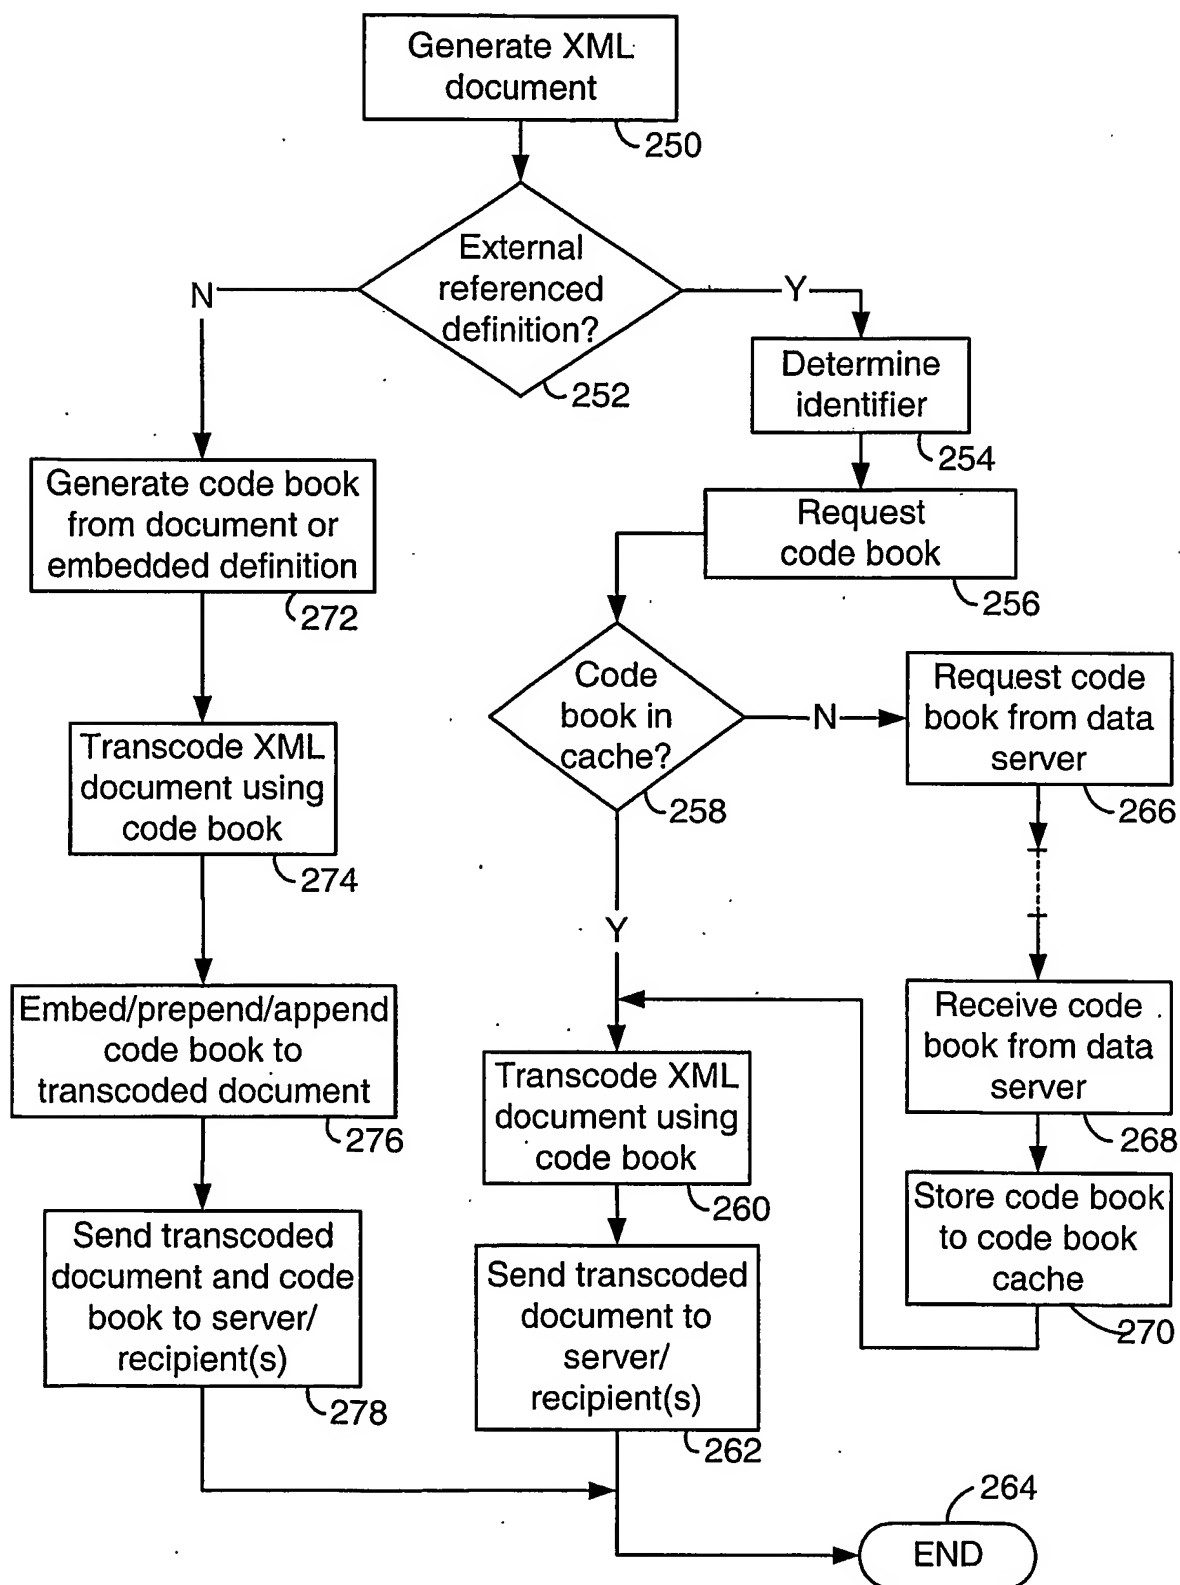 Generate XML
document
250
External
referenced
definition?
252
N
Y
Determine
identifier
254
Request
code book
256
Generate code book
from document or
embedded definition
272
Code
book in
cache?
258
N
Request code
book from data
server
266
Transcode XML
document using
code book
274
Y
Receive code
book from data
server
268
Embed/prepend/append
code book to
transcoded document
276
Transcode XML
document using
code book
260
Store code book
to code book
cache
270
Send transcoded
document and code
book to server/
recipient(s)
278
Send transcoded
document to
server/
recipient(s)
262
264
END